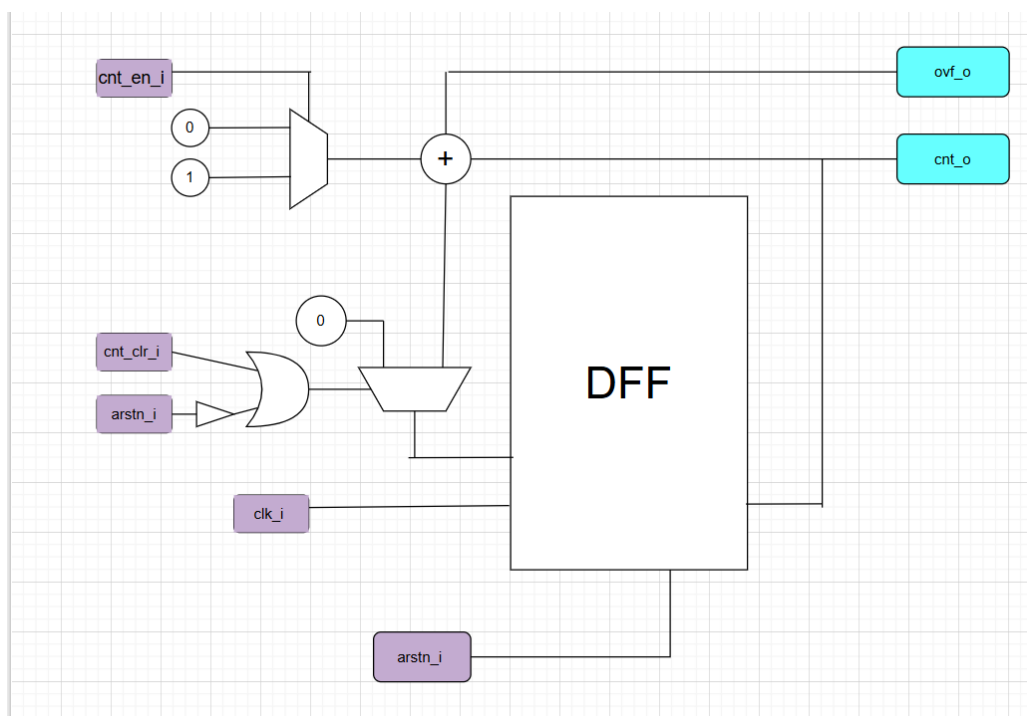 cnt_en_i
ovf_o
0
+
cnt_o
1
0
cnt_clr_i
DFF
arstn_i
clk_i
arstn_i